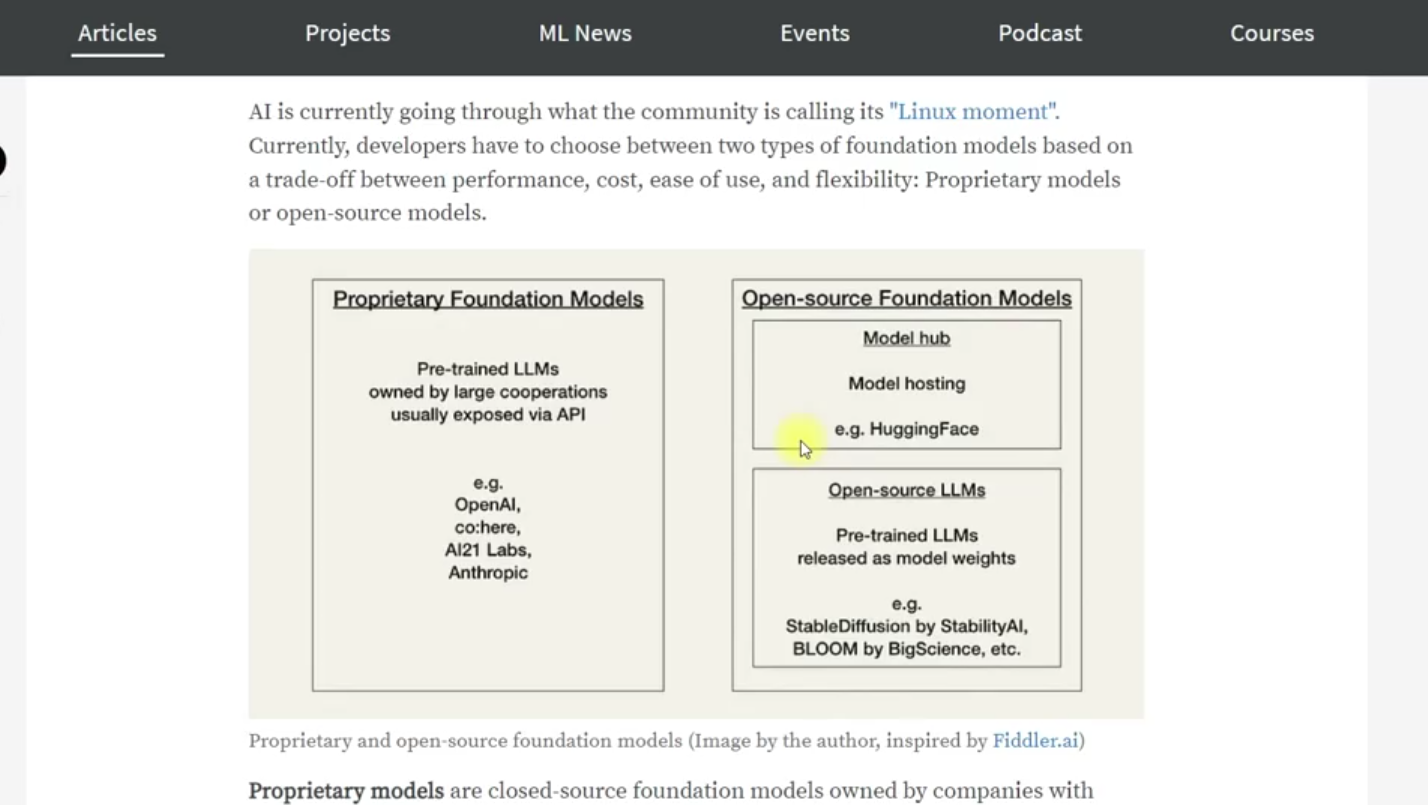 Articles Projects ML News Events Podcast Courses
AI is currently going through what the community is calling its "Linux moment".
Currently, developers have to choose between two types of foundation models based on
a trade-off between performance, cost, ease of use, and flexibility: Proprietary models
or open-source models.
Proprietary Foundation Models
Pre-trained LLMs
owned by large cooperations
usually exposed via API
e.g.
OpenAI,
co:here,
AI21 Labs,
Anthropic
Open-source Foundation Models
Model hub
Model hosting
e.g. HuggingFace
Open-source LLMs
Pre-trained LLMs
released as model weights
e.g.
StableDiffusion by StabilityAI,
BLOOM by BigScience, etc.
Proprietary and open-source foundation models (Image by the author, inspired by Fiddler.ai)
Proprietary models are closed-source foundation models owned by companies with